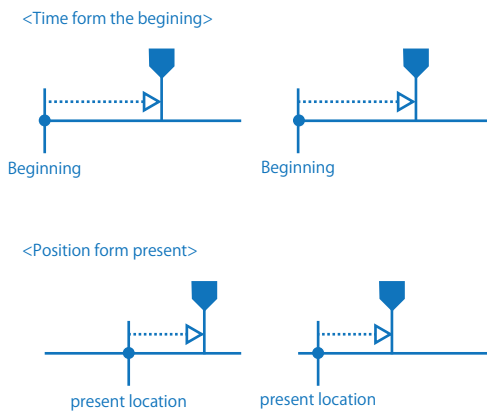 <Time form the begining>
Beginning
Beginning
<Position form present>
present location
present location